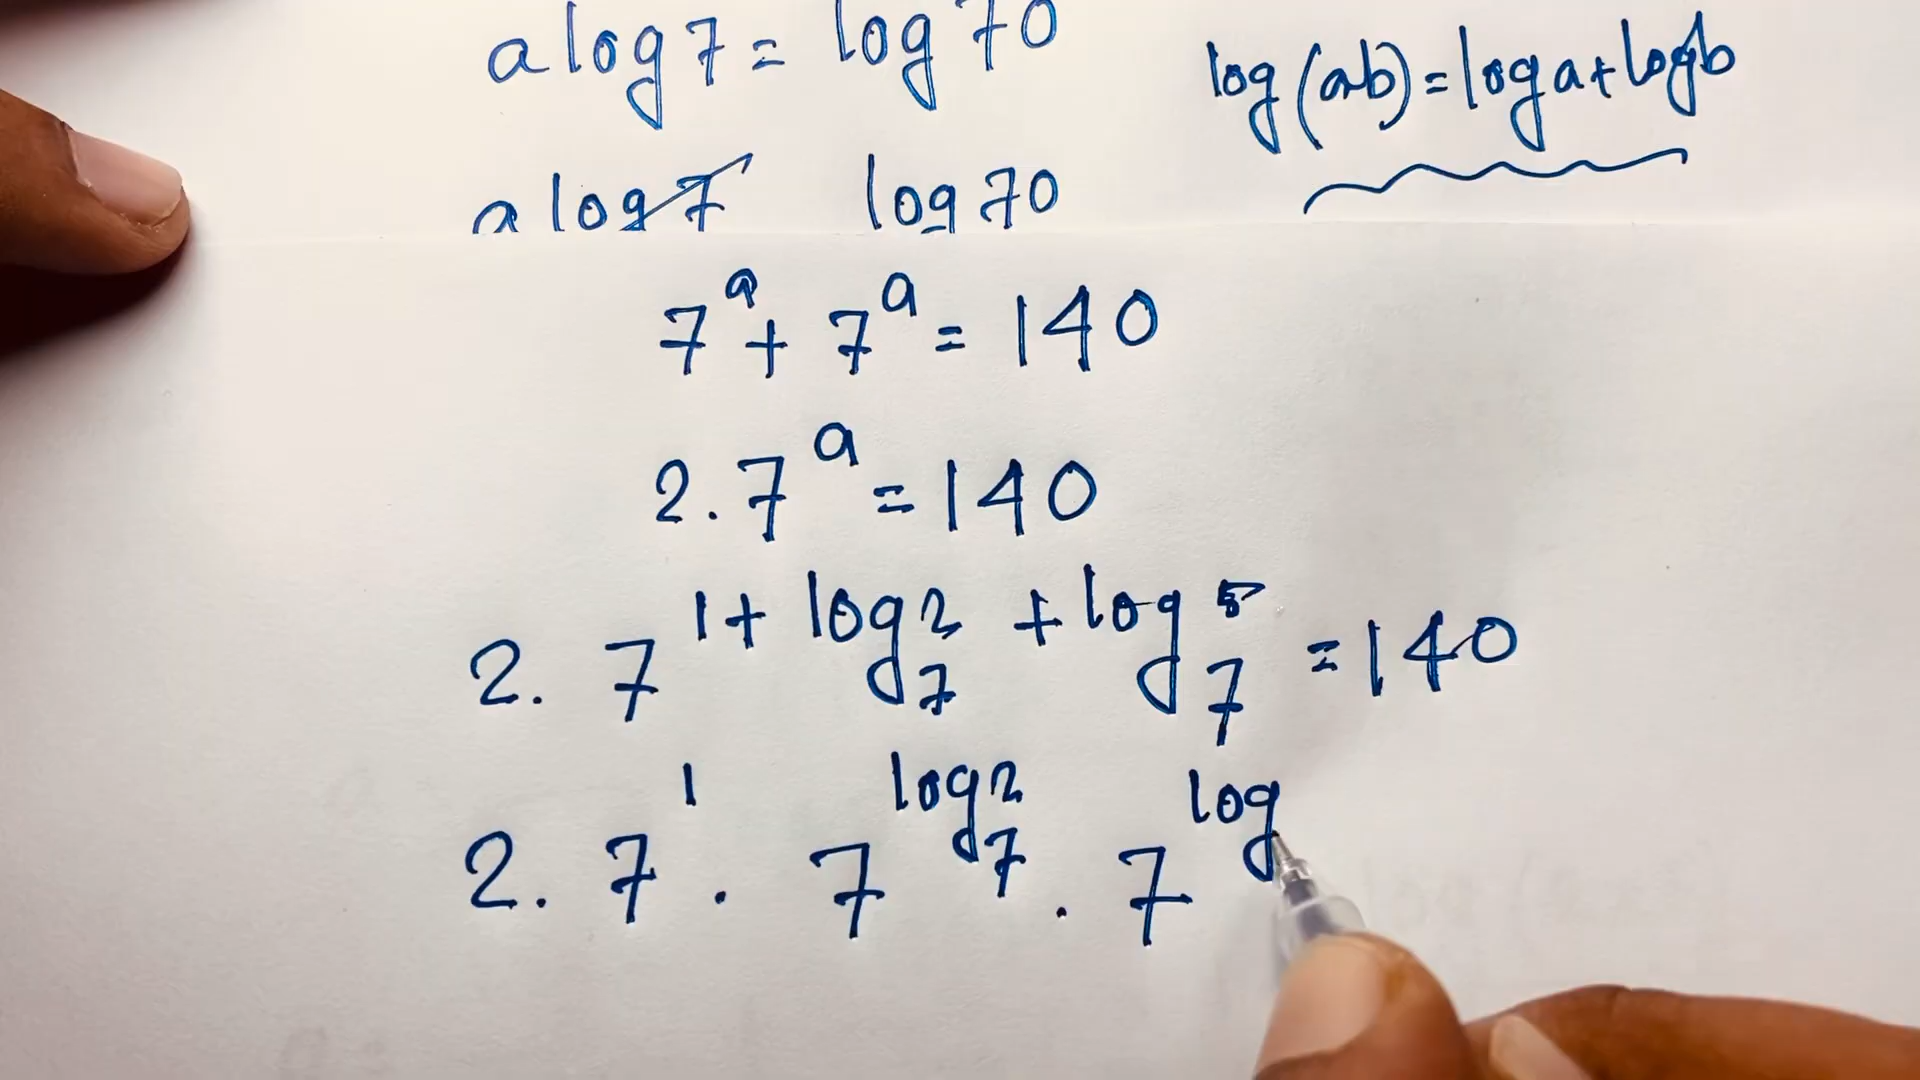 a log 7 = log 70
log (ab) = log a + log b
a log 7 log 70
7^a + 7^a = 140
2 . 7^a = 140
2 . 7^(1 + log_7 2 + log_7 5) = 140
2 . 7^1 . 7^(log_7 2) . 7^(log